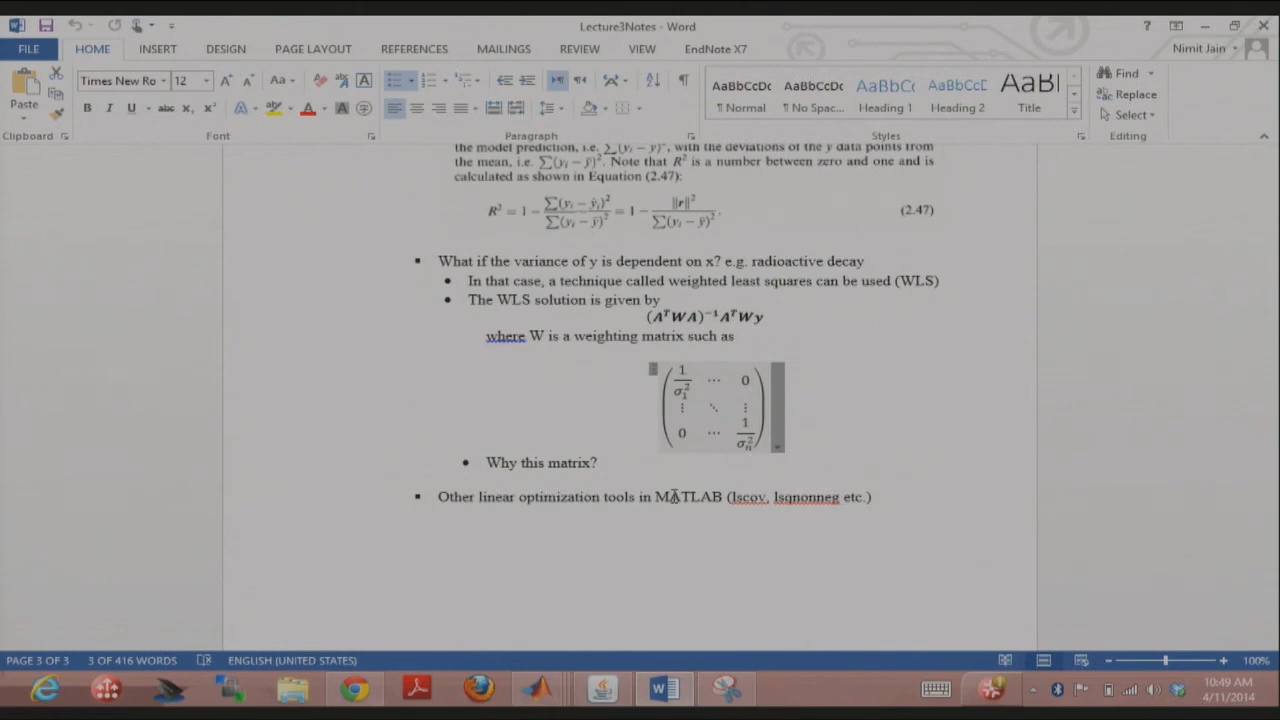 Lecture3Notes - Word
FILE HOME INSERT DESIGN PAGE LAYOUT REFERENCES MAILINGS REVIEW VIEW EndNote X7 Nimit Jain
Times New Ro 12
Paste
B I U abc
Clipboard Font Paragraph Styles Editing
AaBbCcDc AaBbCcDc AaBbC( AaBbCcE AaBl
¶ Normal ¶ No Spac... Heading 1 Heading 2 Title
Find
Replace
Select
the model prediction, i.e. ∑(yᵢ − ŷ)², with the deviations of the y data points from
the mean, i.e. ∑(yᵢ − ȳ)². Note that R² is a number between zero and one and is
calculated as shown in Equation (2.47):
R² = 1 − ∑(yᵢ − ŷᵢ)² / ∑(yᵢ − ȳ)² = 1 − ‖r‖² / ∑(yᵢ − ȳ)². (2.47)
▪ What if the variance of y is dependent on x? e.g. radioactive decay
• In that case, a technique called weighted least squares can be used (WLS)
• The WLS solution is given by
(AᵀWA)⁻¹AᵀWy
where W is a weighting matrix such as
1/σ₁² ⋯ 0
⋮ ⋱ ⋮
0 ⋯ 1/σₙ²
• Why this matrix?
▪ Other linear optimization tools in MATLAB (lscov, lsqnonneg etc.)
PAGE 3 OF 3 3 OF 416 WORDS ENGLISH (UNITED STATES) 100%
10:49 AM
4/11/2014